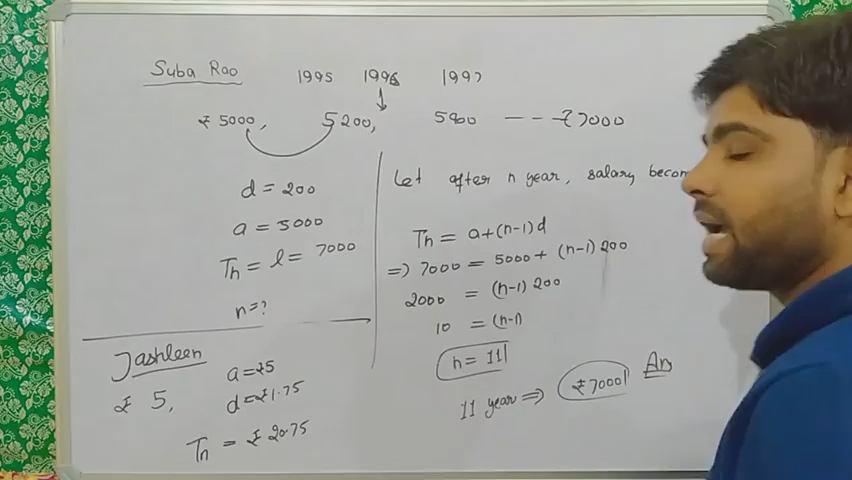 Suba Rao 1995 1996 1997
₹ 5000, 5200, 5400 - - - ₹7000
d = 200
a = 5000
Tn = l = 7000
n = ?
Let after n year, salary becom
Tn = a+(n-1)d
=> 7000 = 5000 + (n-1) 200
2000 = (n-1) 200
10 = (n-1)
n = 11
11 year => ₹7000 Ans
Jashleen
₹ 5,
a = ₹5
d = ₹1.75
Tn = ₹ 20.75